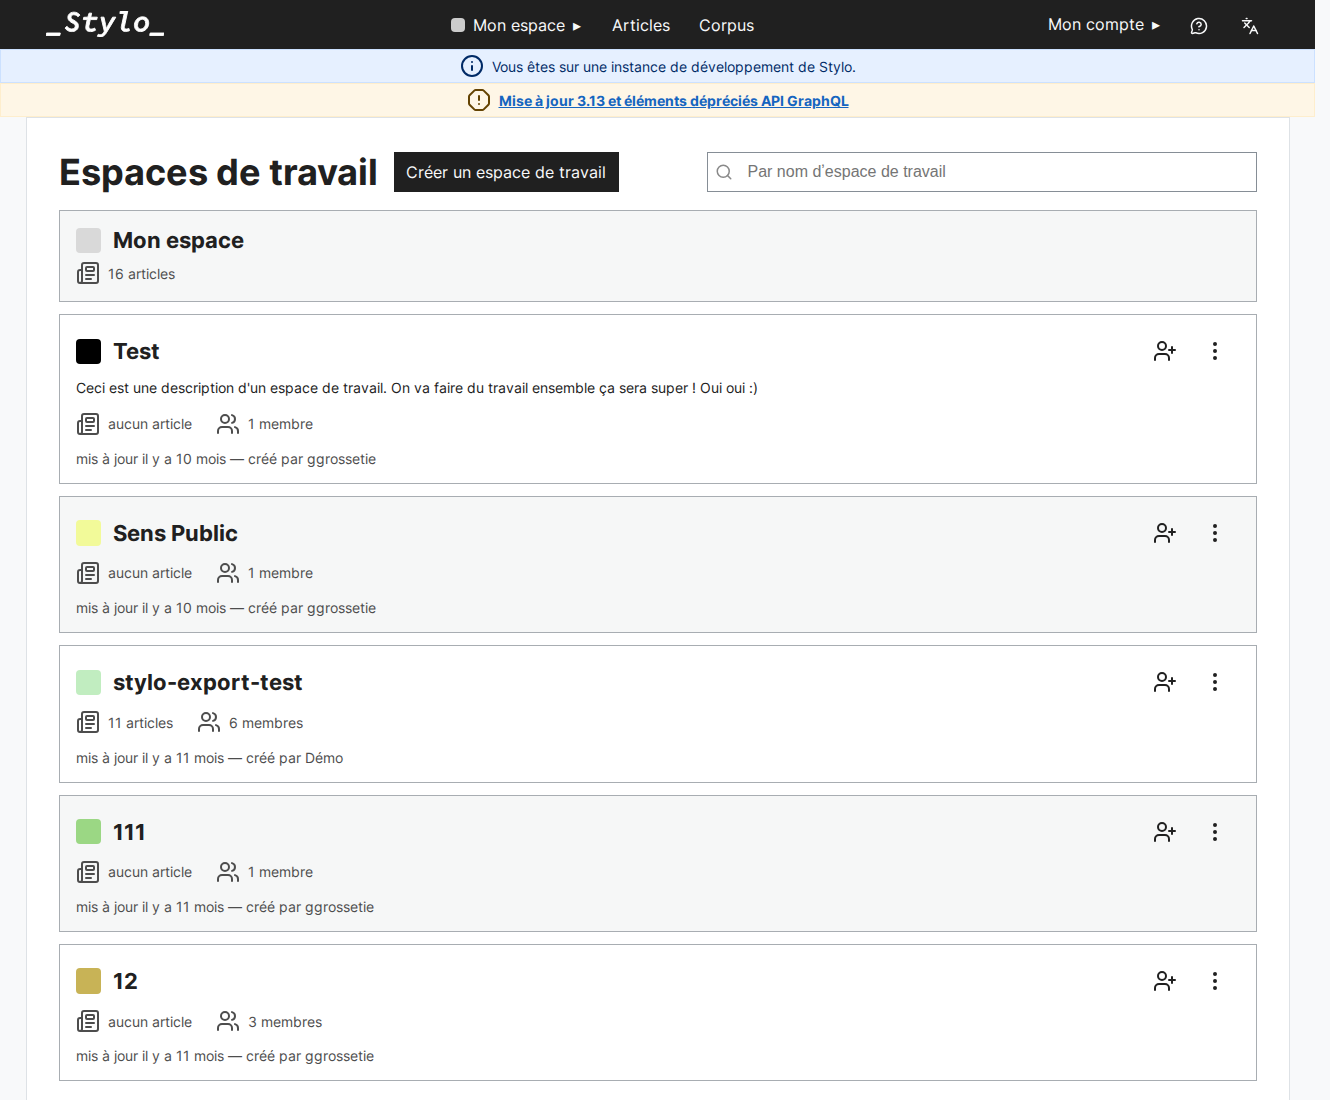 _Stylo_
Mon espace ▸ Articles Corpus Mon compte ▸
Vous êtes sur une instance de développement de Stylo.
Mise à jour 3.13 et éléments dépréciés API GraphQL
Espaces de travail
Créer un espace de travail
Par nom d'espace de travail
Mon espace
16 articles
Test
Ceci est une description d'un espace de travail. On va faire du travail ensemble ça sera super ! Oui oui :)
aucun article 1 membre
mis à jour il y a 10 mois — créé par ggrossetie
Sens Public
aucun article 1 membre
mis à jour il y a 10 mois — créé par ggrossetie
stylo-export-test
11 articles 6 membres
mis à jour il y a 11 mois — créé par Démo
111
aucun article 1 membre
mis à jour il y a 11 mois — créé par ggrossetie
12
aucun article 3 membres
mis à jour il y a 11 mois — créé par ggrossetie